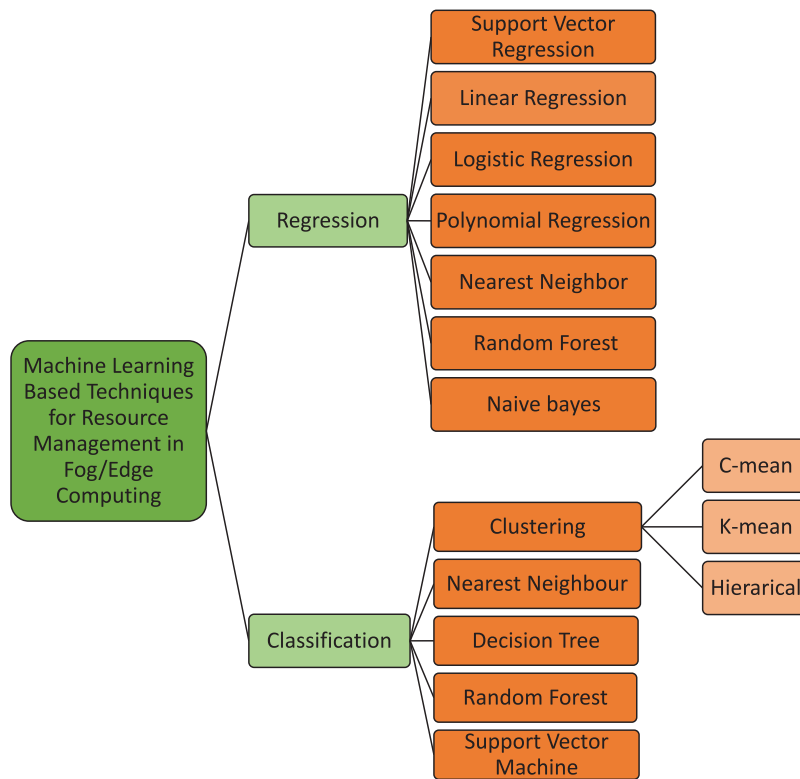 Machine Learning
Based Techniques
for Resource
Management in
Fog/Edge
Computing
Regression
Support Vector
Regression
Linear Regression
Logistic Regression
Polynomial Regression
Nearest Neighbor
Random Forest
Naive bayes
Classification
Clustering
C-mean
K-mean
Hierarical
Nearest Neighbour
Decision Tree
Random Forest
Support Vector
Machine